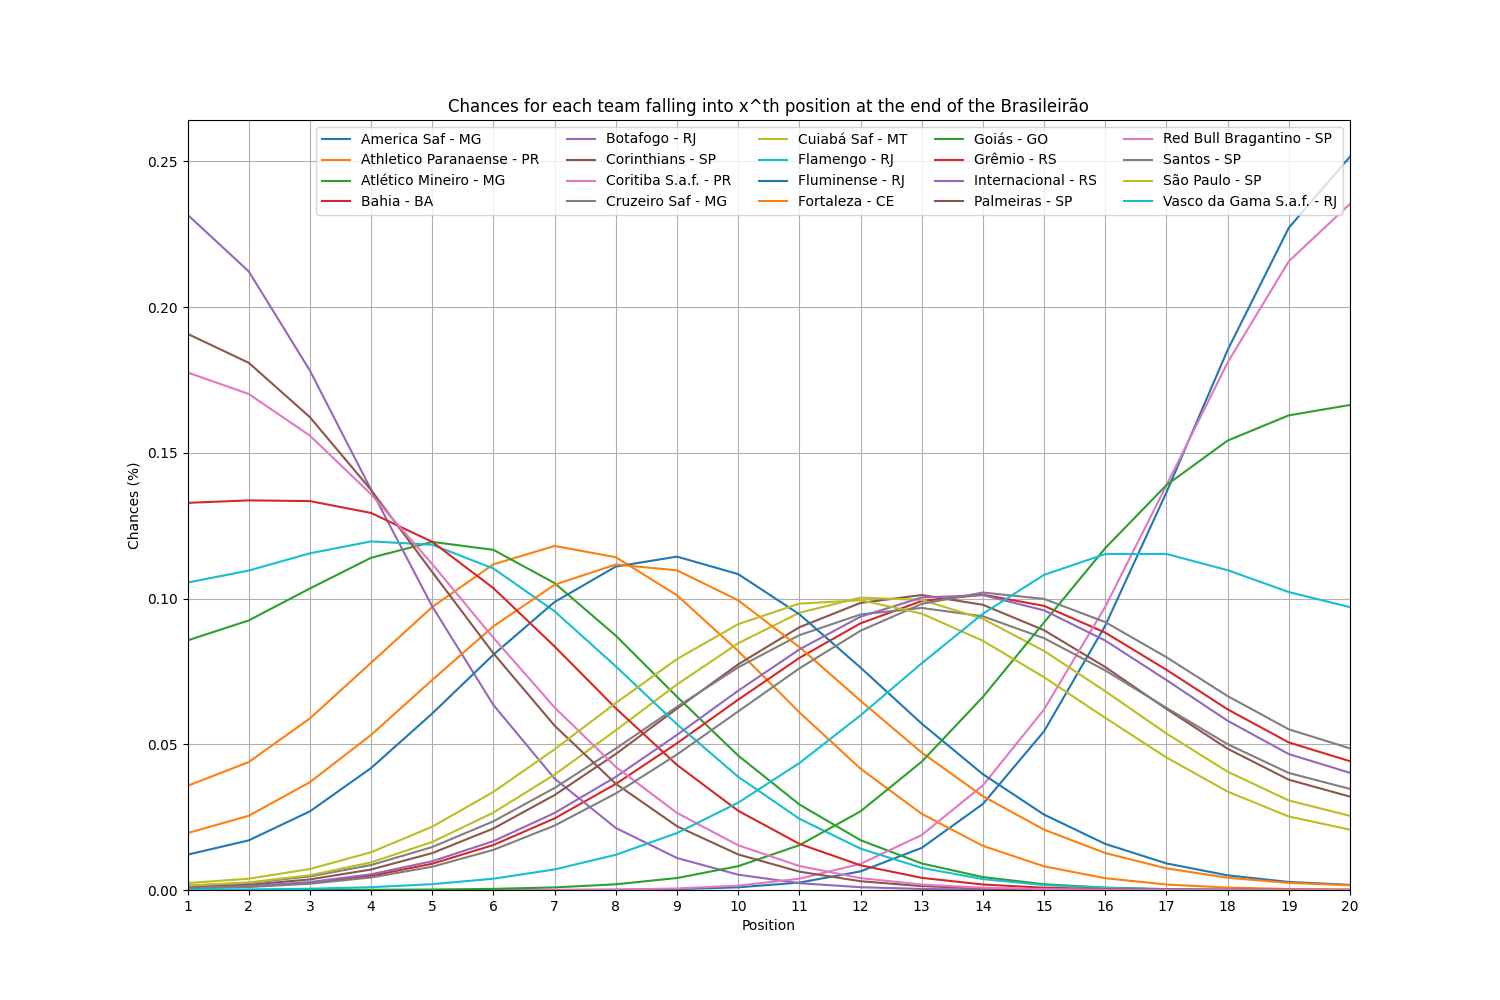 Chances for each team falling into x^th position at the end of the Brasileirão
America Saf - MG
Athletico Paranaense - PR
Atlético Mineiro - MG
Bahia - BA
Botafogo - RJ
Corinthians - SP
Coritiba S.a.f. - PR
Cruzeiro Saf - MG
Cuiabá Saf - MT
Flamengo - RJ
Fluminense - RJ
Fortaleza - CE
Goiás - GO
Grêmio - RS
Internacional - RS
Palmeiras - SP
Red Bull Bragantino - SP
Santos - SP
São Paulo - SP
Vasco da Gama S.a.f. - RJ
Chances (%)
0.25
0.20
0.15
0.10
0.05
0.00
1 2 3 4 5 6 7 8 9 10 11 12 13 14 15 16 17 18 19 20
Position